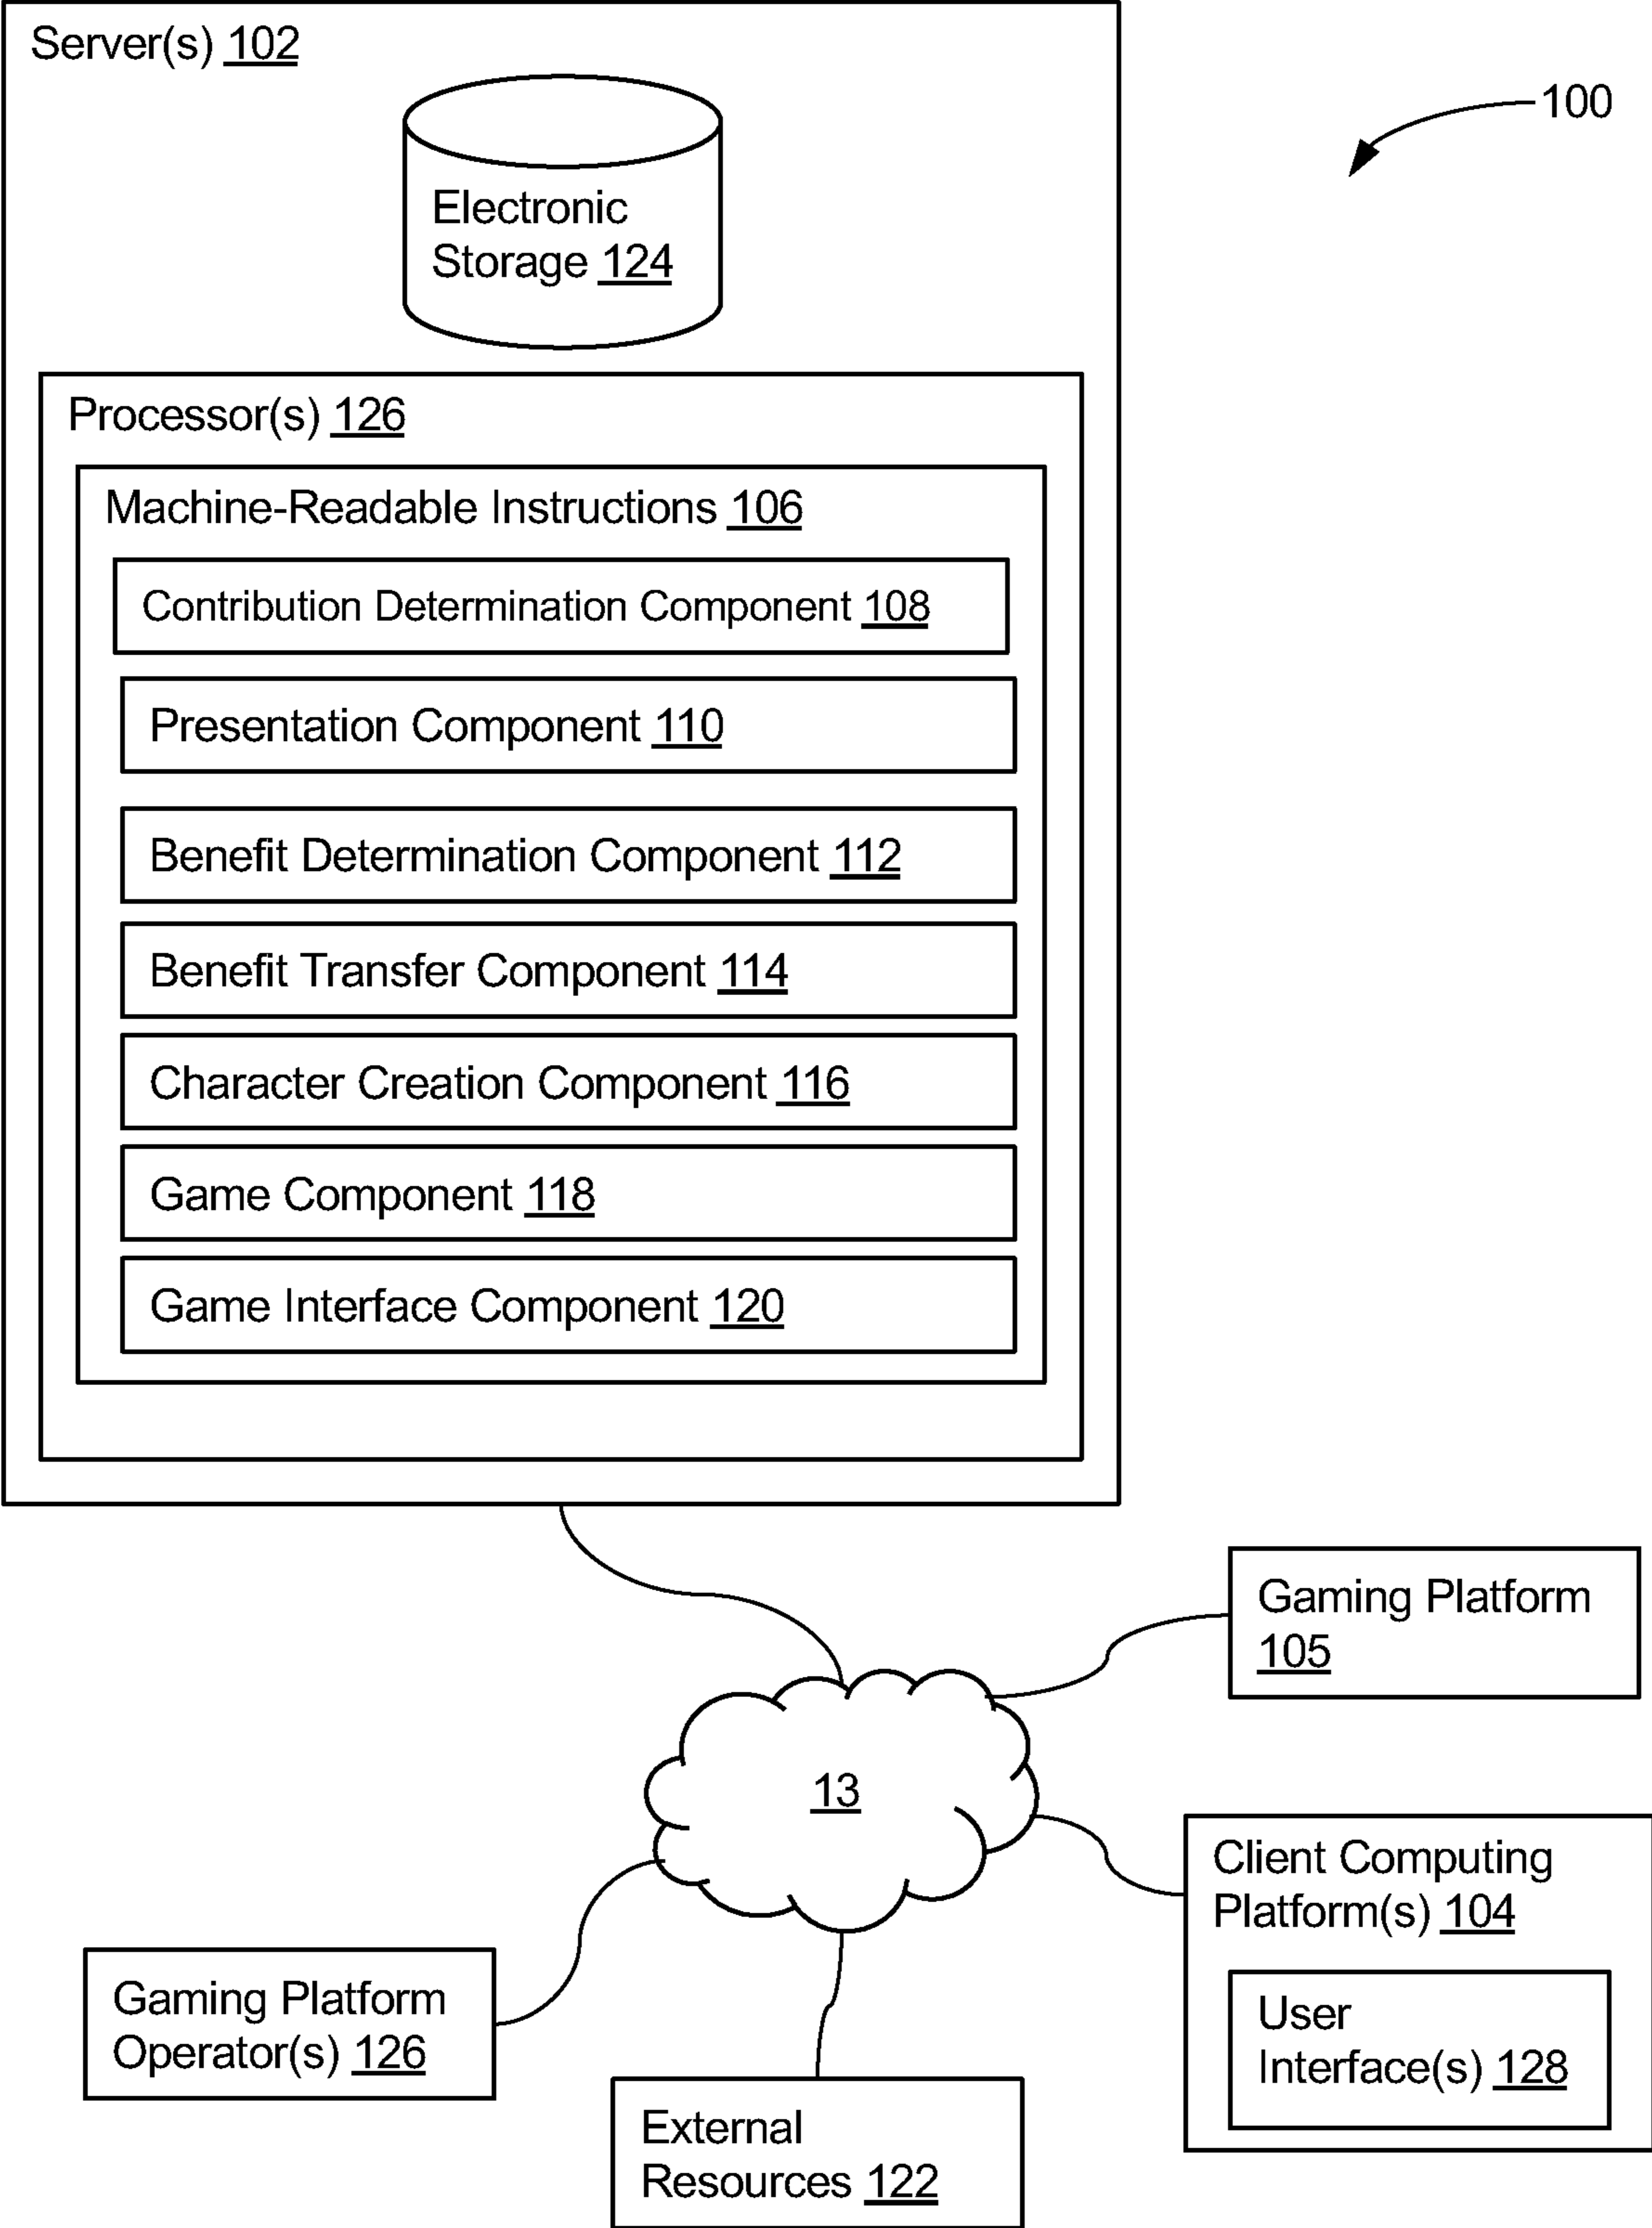 Server(s) 102
100
Electronic
Storage 124
Processor(s) 126
Machine-Readable Instructions 106
Contribution Determination Component 108
Presentation Component 110
Benefit Determination Component 112
Benefit Transfer Component 114
Character Creation Component 116
Game Component 118
Game Interface Component 120
Gaming Platform
105
13
Client Computing
Platform(s) 104
User
Interface(s) 128
Gaming Platform
Operator(s) 126
External
Resources 122